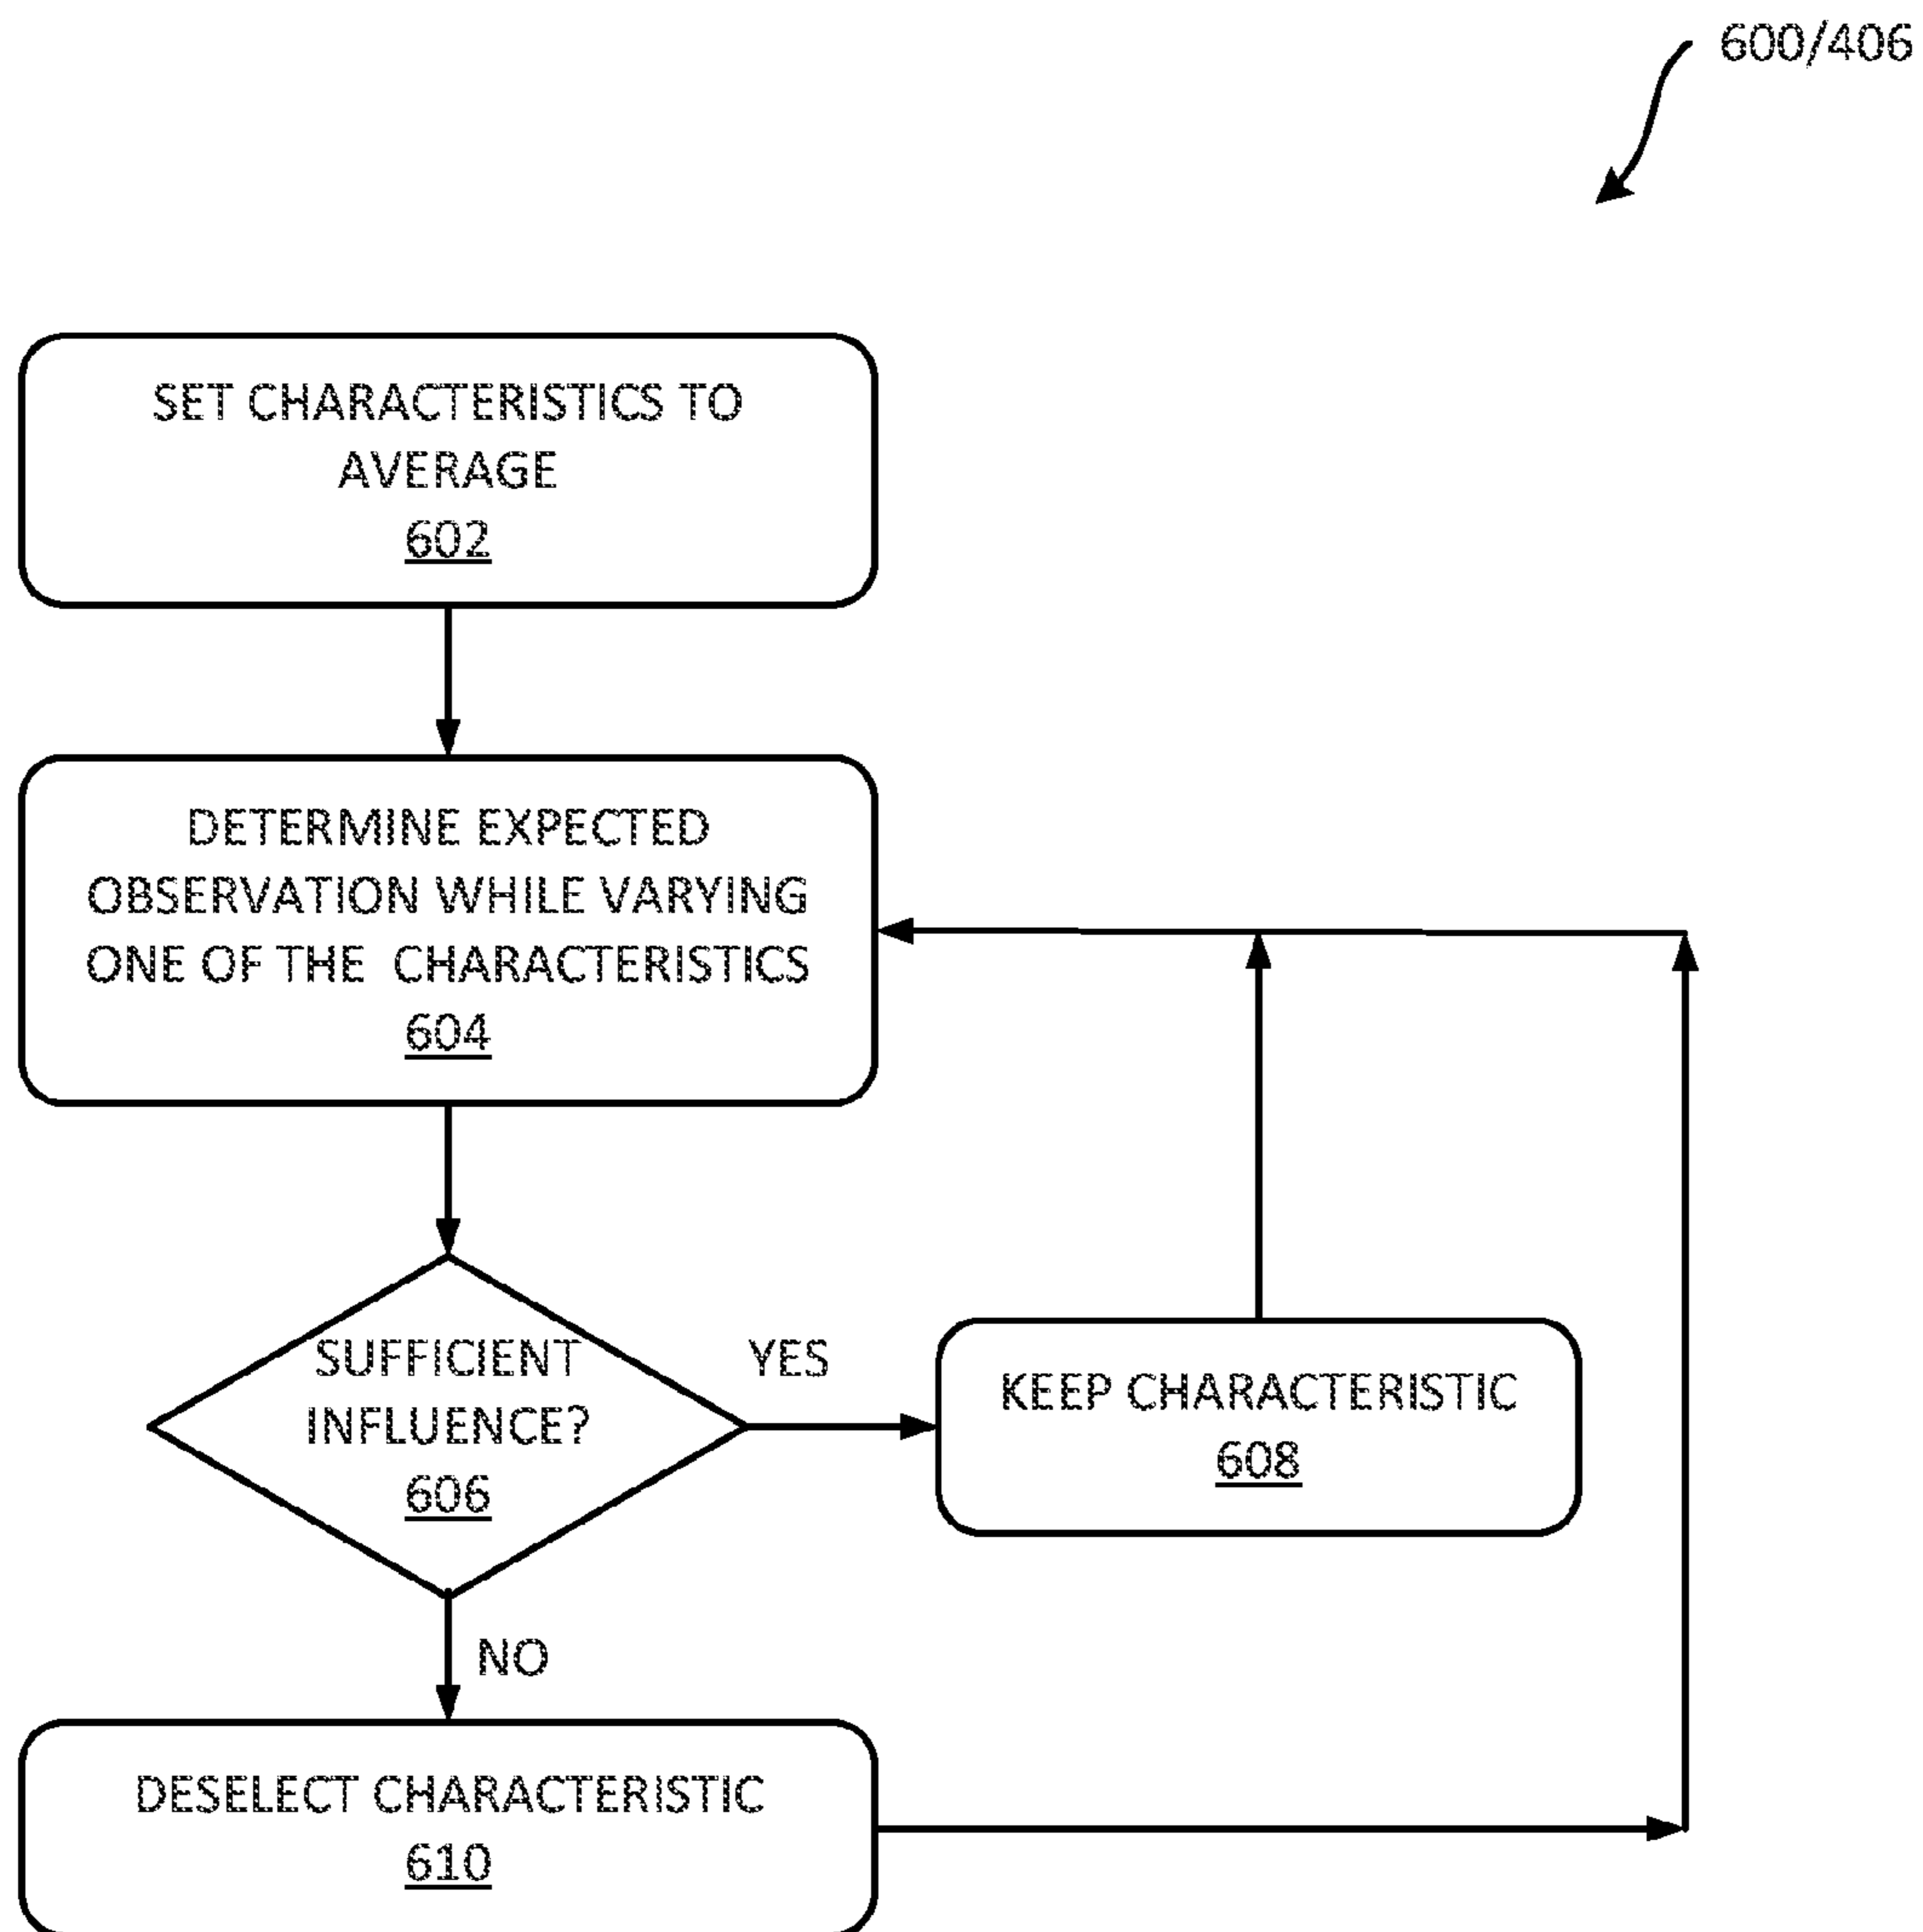 600/406
SET CHARACTERISTICS TO
AVERAGE
602
DETERMINE EXPECTED
OBSERVATION WHILE VARYING
ONE OF THE CHARACTERISTICS
604
SUFFICIENT
INFLUENCE?
606
YES
KEEP CHARACTERISTIC
608
NO
DESELECT CHARACTERISTIC
610